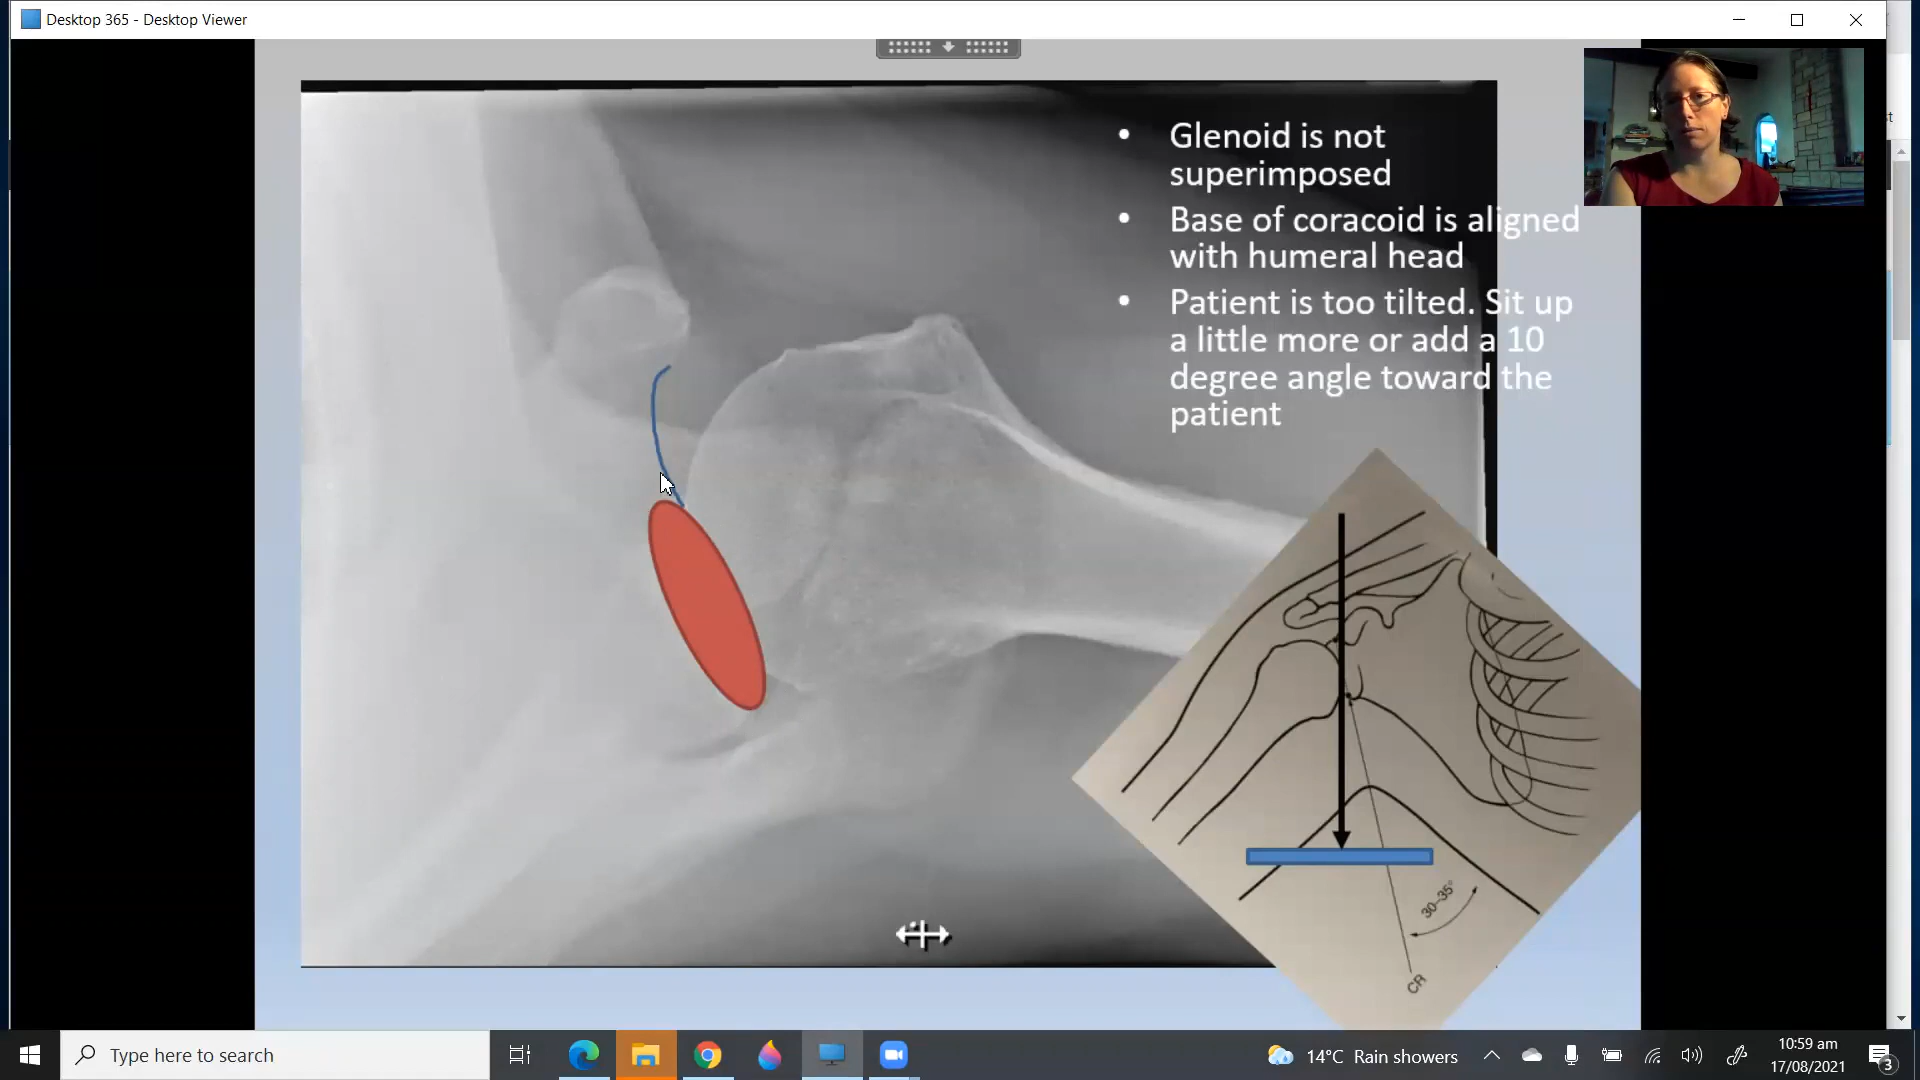 Desktop 365 - Desktop Viewer
• Glenoid is not
superimposed
• Base of coracoid is aligned
with humeral head
• Patient is too tilted. Sit up
a little more or add a 10
degree angle toward the
patient
30–35°
CR
Type here to search
14°C Rain showers
10:59 am
17/08/2021
3